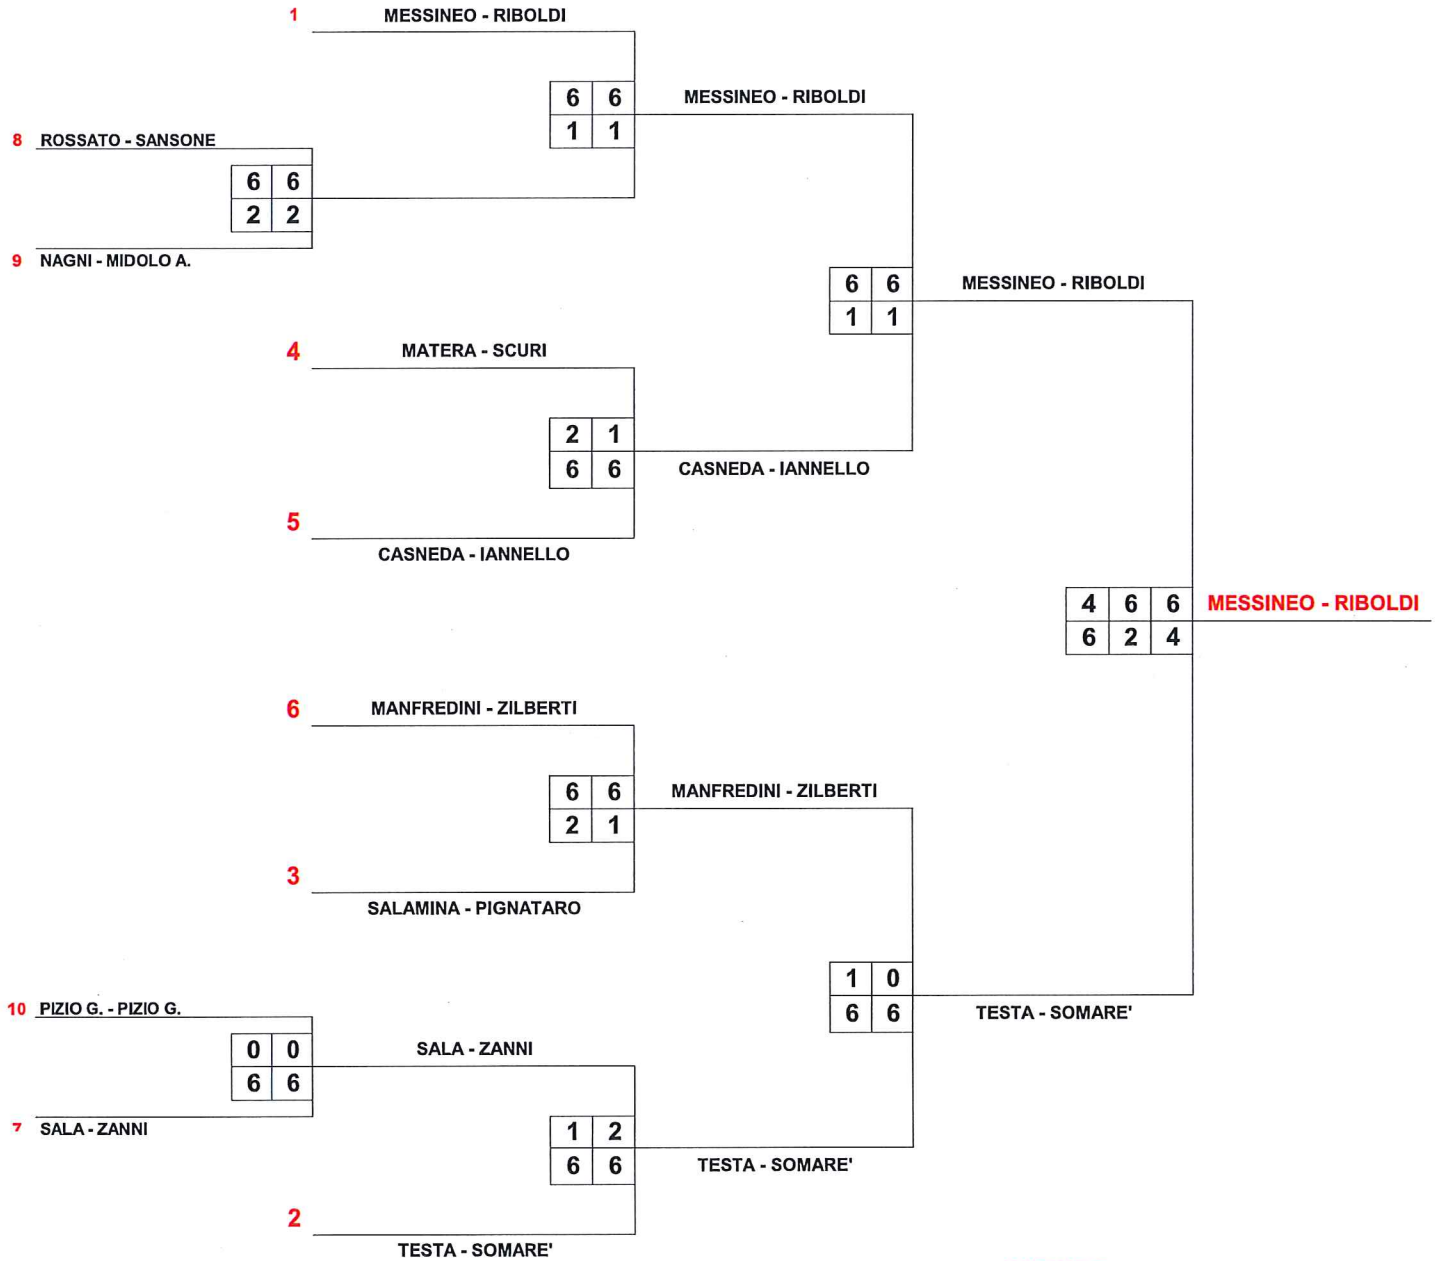 1 MESSINEO - RIBOLDI
6 6 MESSINEO - RIBOLDI
1 1
8 ROSSATO - SANSONE
6 6
2 2
9 NAGNI - MIDOLO A.
6 6 MESSINEO - RIBOLDI
1 1
4 MATERA - SCURI
2 1
6 6 CASNEDA - IANNELLO
5
CASNEDA - IANNELLO
4 6 6 MESSINEO - RIBOLDI
6 2 4
6 MANFREDINI - ZILBERTI
6 6 MANFREDINI - ZILBERTI
2 1
3
SALAMINA - PIGNATARO
1 0
6 6 TESTA - SOMARE'
10 PIZIO G. - PIZIO G.
0 0 SALA - ZANNI
6 6
7 SALA - ZANNI
1 2
6 6 TESTA - SOMARE'
2
TESTA - SOMARE'